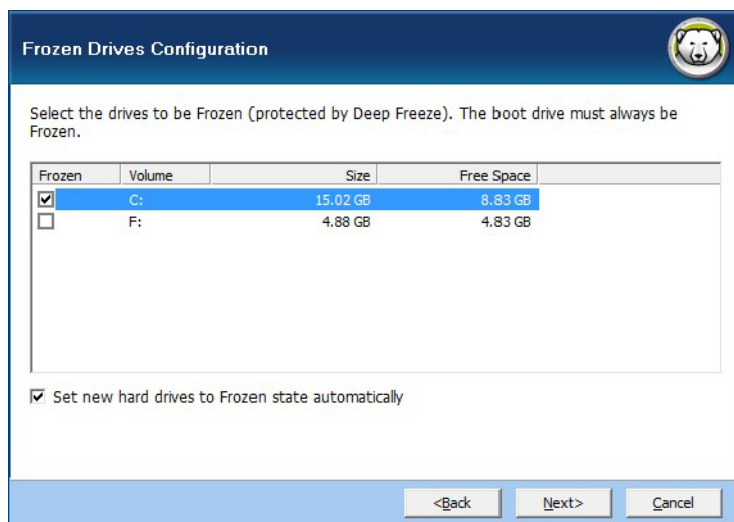 Frozen Drives Configuration
Select the drives to be Frozen (protected by Deep Freeze). The boot drive must always be
Frozen.
Frozen Volume Size Free Space
C: 15.02 GB 8.83 GB
F: 4.88 GB 4.83 GB
Set new hard drives to Frozen state automatically
<Back Next> Cancel